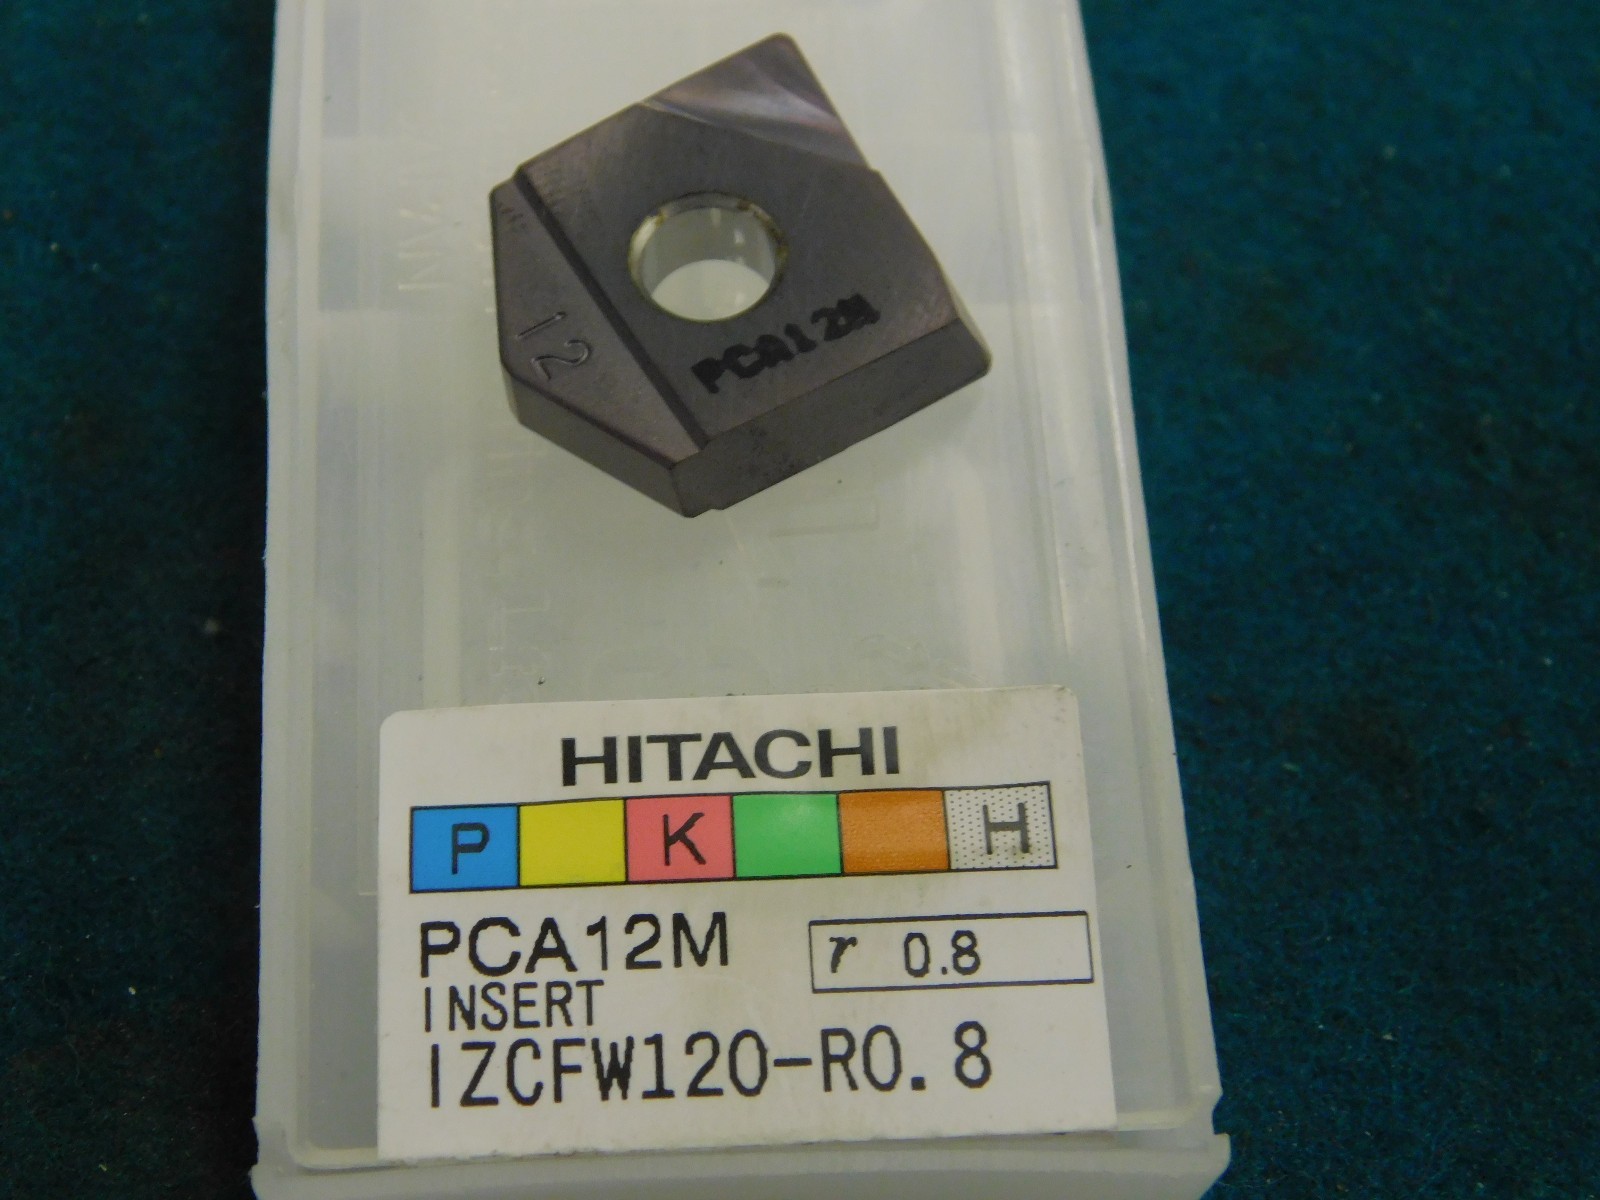 12
PCA12M
HITACHI
P K H
PCA12M
r 0.8
INSERT
IZCFW120-R0.8